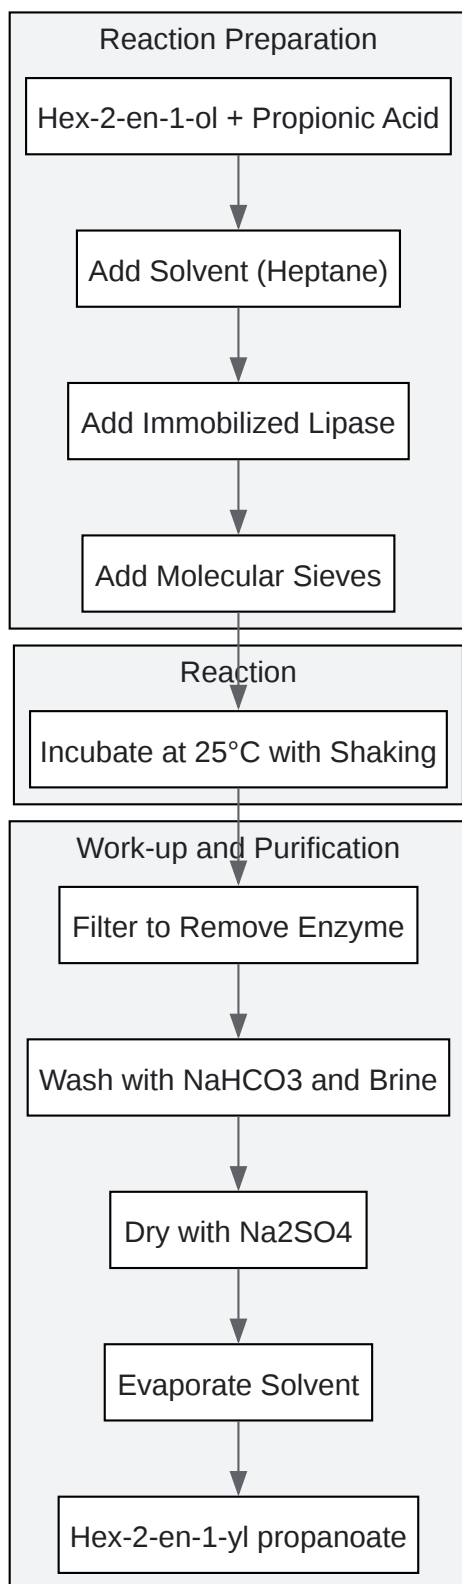 Reaction Preparation
Hex-2-en-1-ol + Propionic Acid
Add Solvent (Heptane)
Add Immobilized Lipase
Add Molecular Sieves
Reaction
Incubate at 25°C with Shaking
Work-up and Purification
Filter to Remove Enzyme
Wash with NaHCO3 and Brine
Dry with Na2SO4
Evaporate Solvent
Hex-2-en-1-yl propanoate